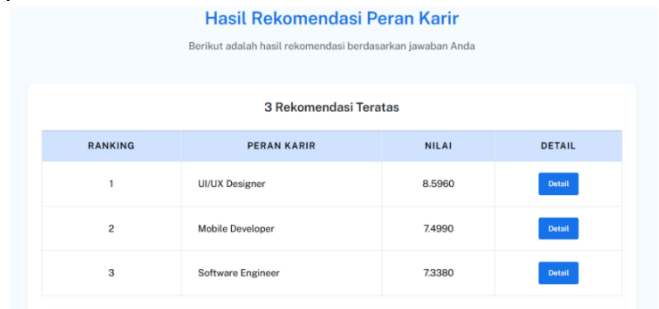 Hasil Rekomendasi Peran Karir
Berikut adalah hasil rekomendasi berdasarkan jawaban Anda
3 Rekomendasi Teratas
RANKING PERAN KARIR NILAI DETAIL
1 UI/UX Designer 8.5960 Detail
2 Mobile Developer 7.4990 Detail
3 Software Engineer 7.3380 Detail